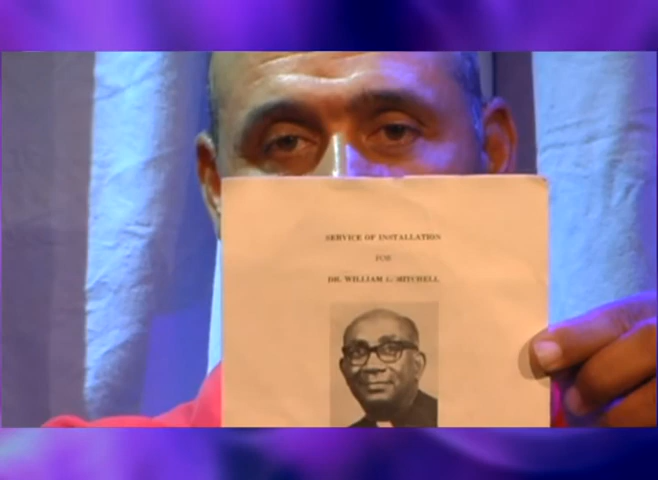 SERVICE OF INSTALLATION
FOR
DR. WILLIAM G. MITCHELL